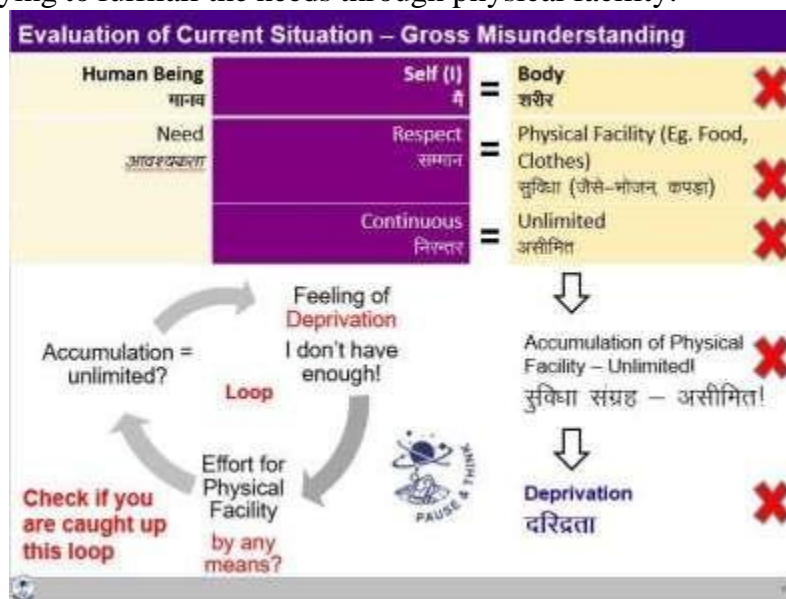 Evaluation of Current Situation – Gross Misunderstanding
Human Being
मानव
Self (I)
मैं
=
Body
शरीर
Need
आवश्यकता
Respect
सम्मान
=
Physical Facility (Eg. Food,
Clothes)
सुविधा (जैसे–भोजन, कपड़ा)
Continuous
निरन्तर
=
Unlimited
असीमित
Feeling of
Deprivation
I don't have
enough!
Accumulation =
unlimited?
Loop
Effort for
Physical
Facility
by any
means?
Check if you
are caught up
this loop
PAUSE & THINK
Accumulation of Physical
Facility – Unlimited!
सुविधा संग्रह – असीमित!
Deprivation
दरिद्रता